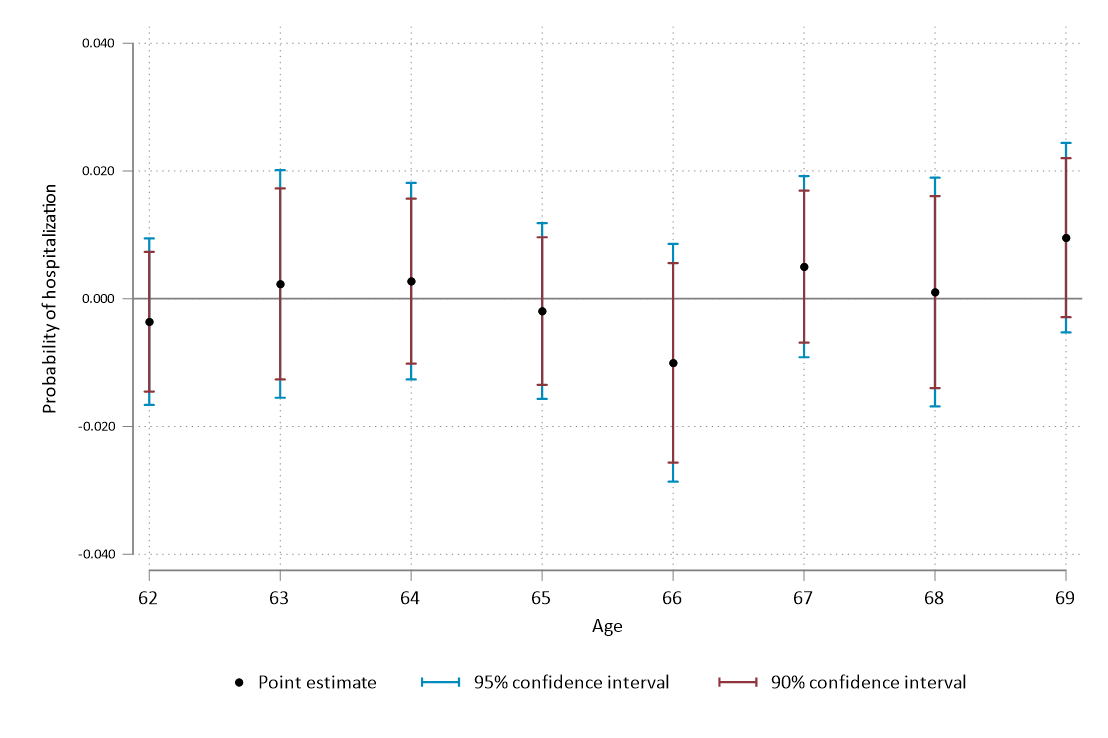 Probability of hospitalization
0.040
0.020
0.000
-0.020
-0.040
62 63 64 65 66 67 68 69
Age
Point estimate 95% confidence interval 90% confidence interval